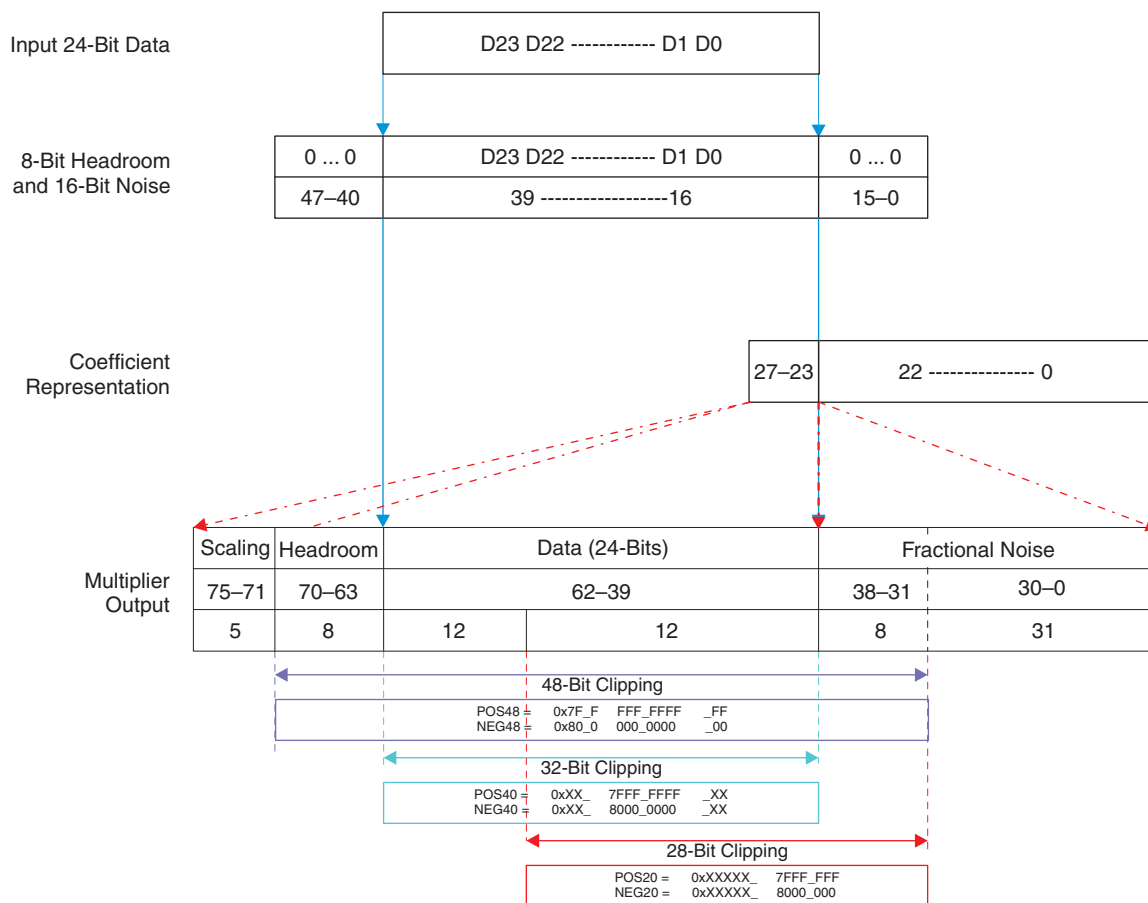 Input 24-Bit Data
D23 D22 ------------ D1 D0
8-Bit Headroom
and 16-Bit Noise
0 ... 0 D23 D22 ------------ D1 D0 0 ... 0
47–40 39 ------------------16 15–0
Coefficient
Representation
27–23 22 --------------- 0
Multiplier
Output
Scaling Headroom Data (24-Bits) Fractional Noise
75–71 70–63 62–39 38–31 30–0
5 8 12 12 8 31
48-Bit Clipping
POS48 = 0x7F_F FFF_FFFF _FF
NEG48 = 0x80_0 000_0000 _00
32-Bit Clipping
POS40 = 0xXX_ 7FFF_FFFF _XX
NEG40 = 0xXX_ 8000_0000 _XX
28-Bit Clipping
POS20 = 0xXXXXX_ 7FFF_FFF
NEG20 = 0xXXXXX_ 8000_000